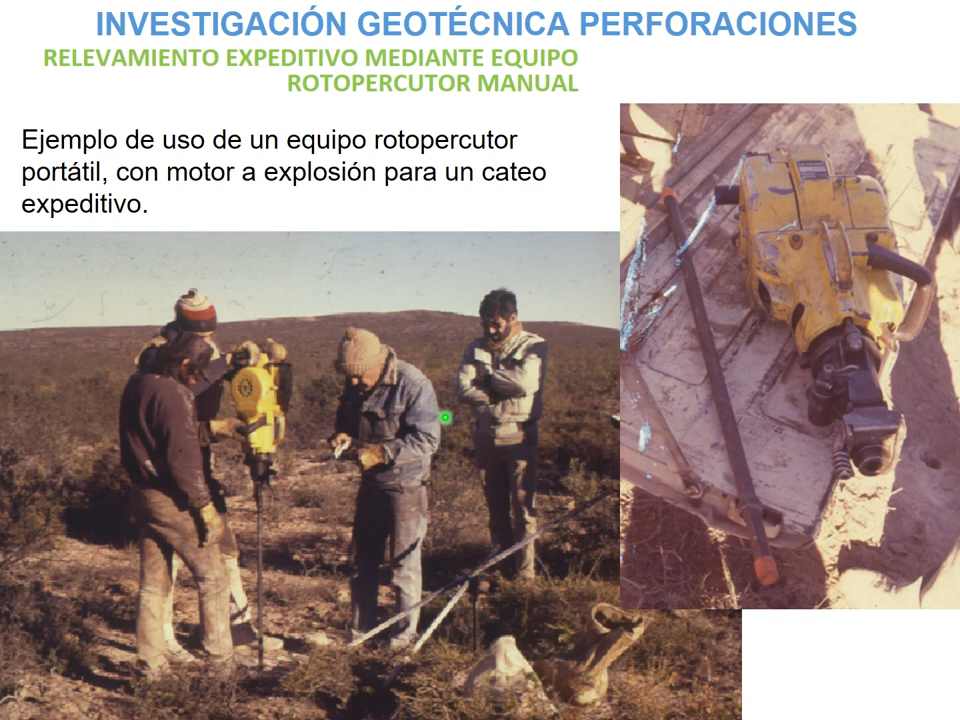 INVESTIGACIÓN GEOTÉCNICA PERFORACIONES
RELEVAMIENTO EXPEDITIVO MEDIANTE EQUIPO
ROTOPERCUTOR MANUAL
Ejemplo de uso de un equipo rotopercutor
portátil, con motor a explosión para un cateo
expeditivo.